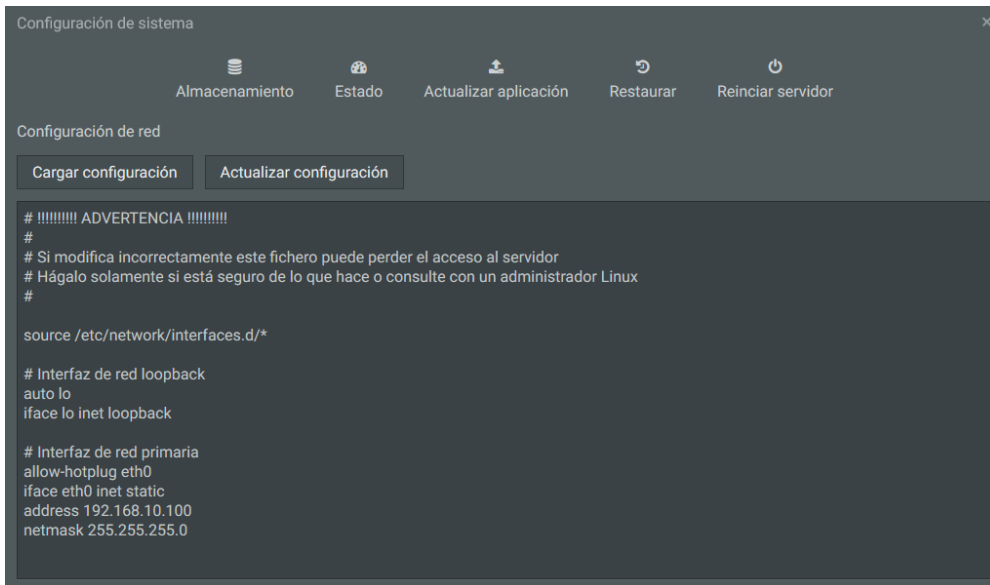 Configuración de sistema
Almacenamiento
Estado
Actualizar aplicación
Restaurar
Reinciar servidor
Configuración de red
Cargar configuración
Actualizar configuración
# !!!!!!!!!! ADVERTENCIA !!!!!!!!!!
#
# Si modifica incorrectamente este fichero puede perder el acceso al servidor
# Hágalo solamente si está seguro de lo que hace o consulte con un administrador Linux
#
source /etc/network/interfaces.d/*
# Interfaz de red loopback
auto lo
iface lo inet loopback
# Interfaz de red primaria
allow-hotplug eth0
iface eth0 inet static
address 192.168.10.100
netmask 255.255.255.0